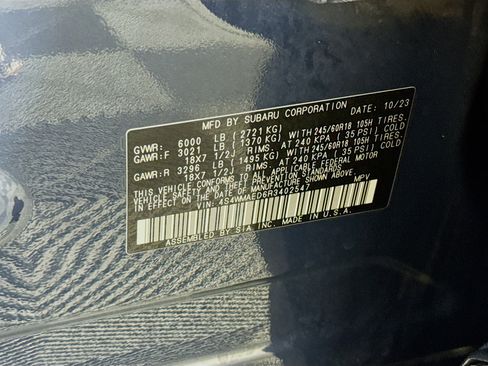 MFD BY SUBARU CORPORATION DATE: 10/23
GVWR: 6000 LB (2721 KG)
GAWR:F 3021 LB (1370 KG) WITH 245/60R18 105H TIRES.
18X7 1/2J RIMS. AT 240 KPA (35 PSI) COLD
GAWR:R 3296 LB (1495 KG) WITH 245/60R18 105H TIRES.
18X7 1/2J RIMS. AT 240 KPA (35 PSI) COLD
THIS VEHICLE CONFORMS TO ALL APPLICABLE FEDERAL MOTOR
VEHICLE SAFETY STANDARDS IN EFFECT ON THE DATE OF
MANUFACTURE SHOWN ABOVE.
VIN: 4S4WMAED6R3402547 MPV
ASSEMBLED BY SIA, INC. MADE IN U.S.A.